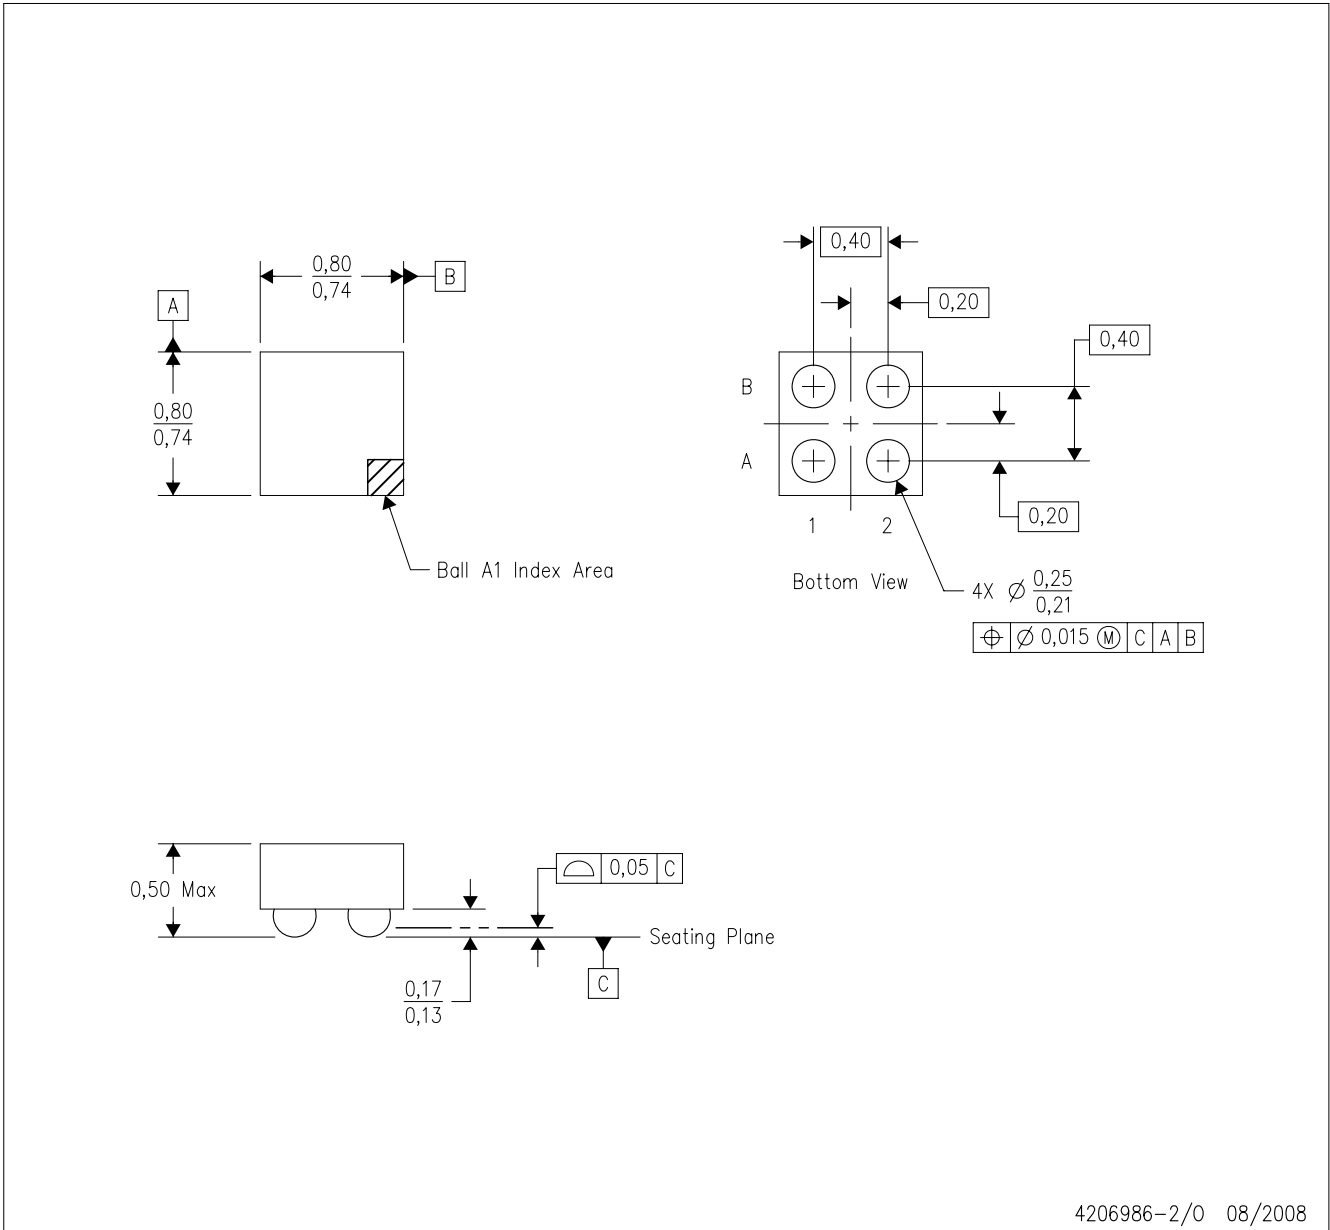 0,40
0,80
0,74
B
A
0,20
0,40
0,80
0,74
B
A
0,20
1 2
Ball A1 Index Area
Bottom View
4X Ø 0,25
0,21
⌖ Ø 0,015 Ⓜ C A B
0,50 Max
⌓ 0,05 C
Seating Plane
C
0,17
0,13
4206986-2/O 08/2008